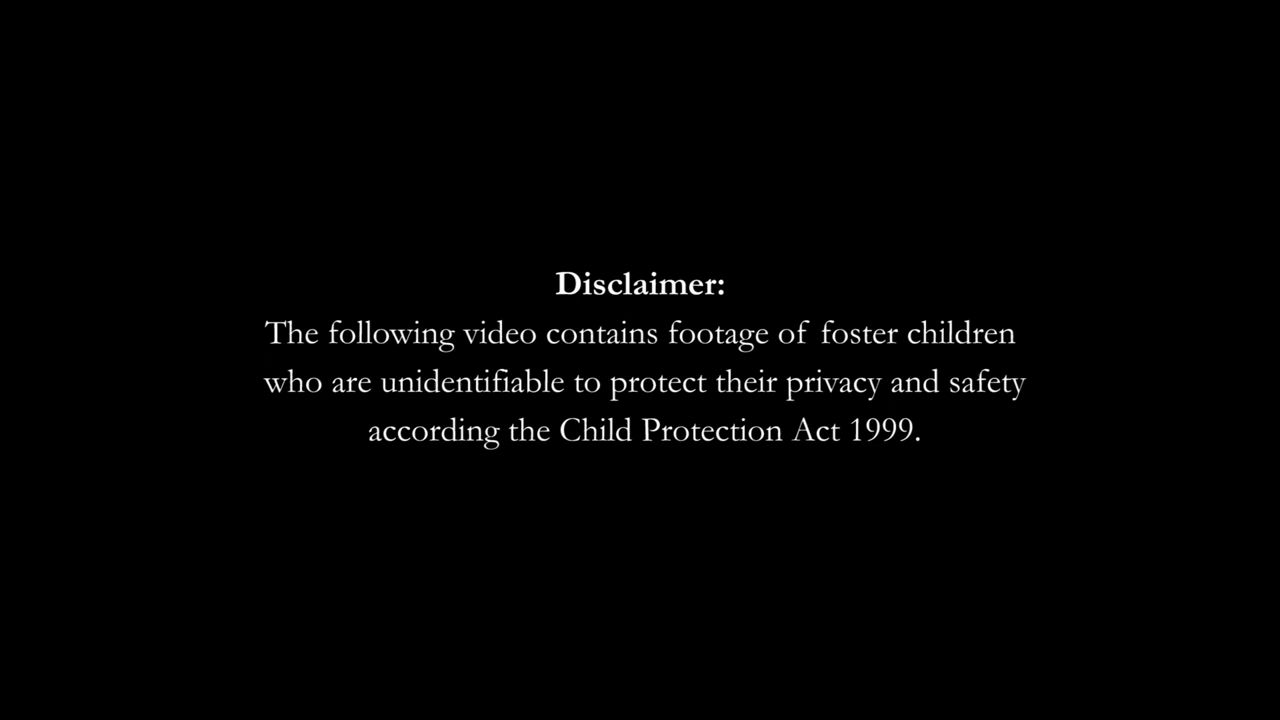 Disclaimer:
The following video contains footage of foster children
who are unidentifiable to protect their privacy and safety
according the Child Protection Act 1999.